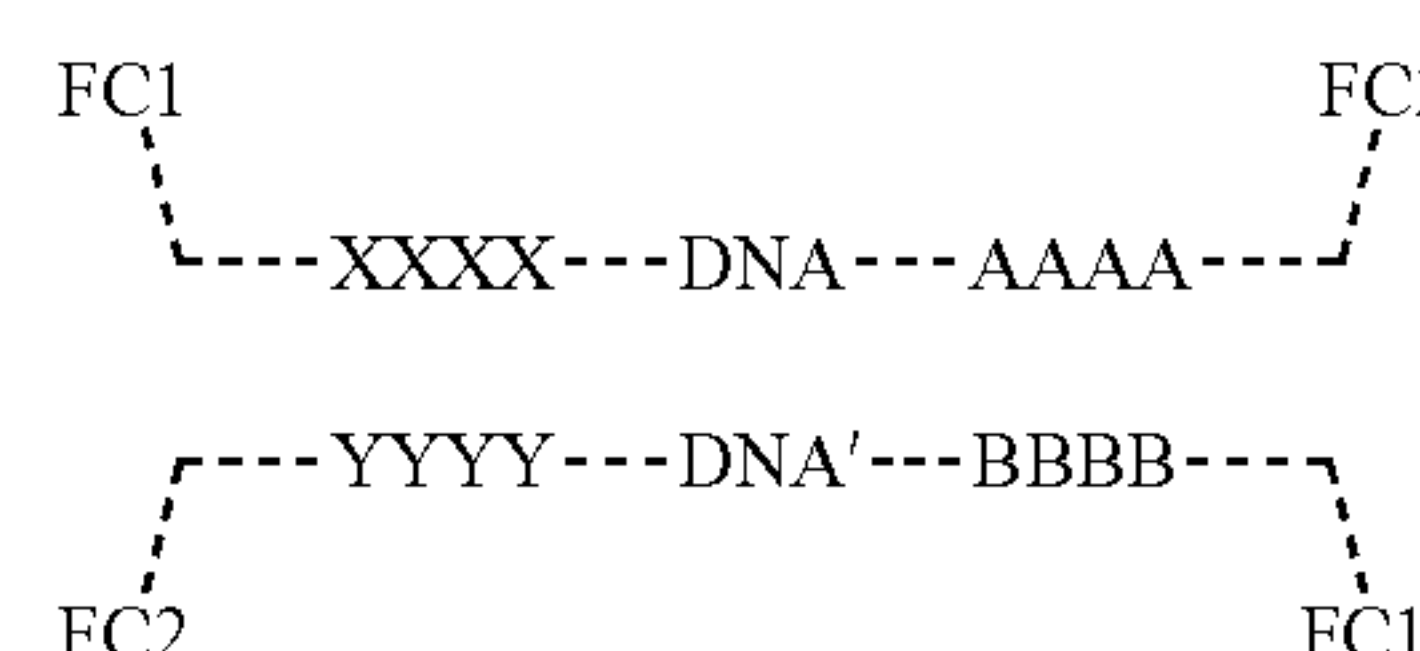 FC1 FC
XXXX---DNA---AAAA
YYYY---DNA′---BBBB
FC2 FC1